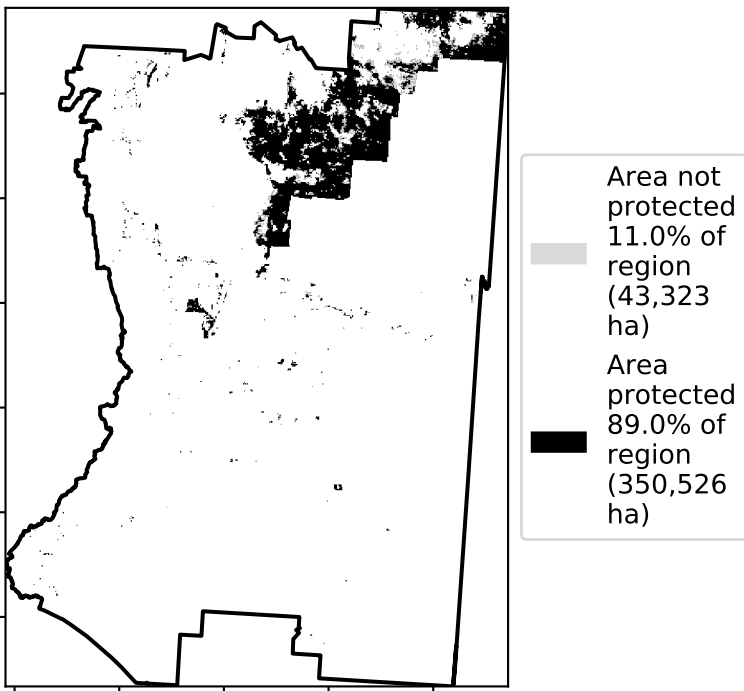 Area not
protected
11.0% of
region
(43,323
ha)
Area
protected
89.0% of
region
(350,526
ha)